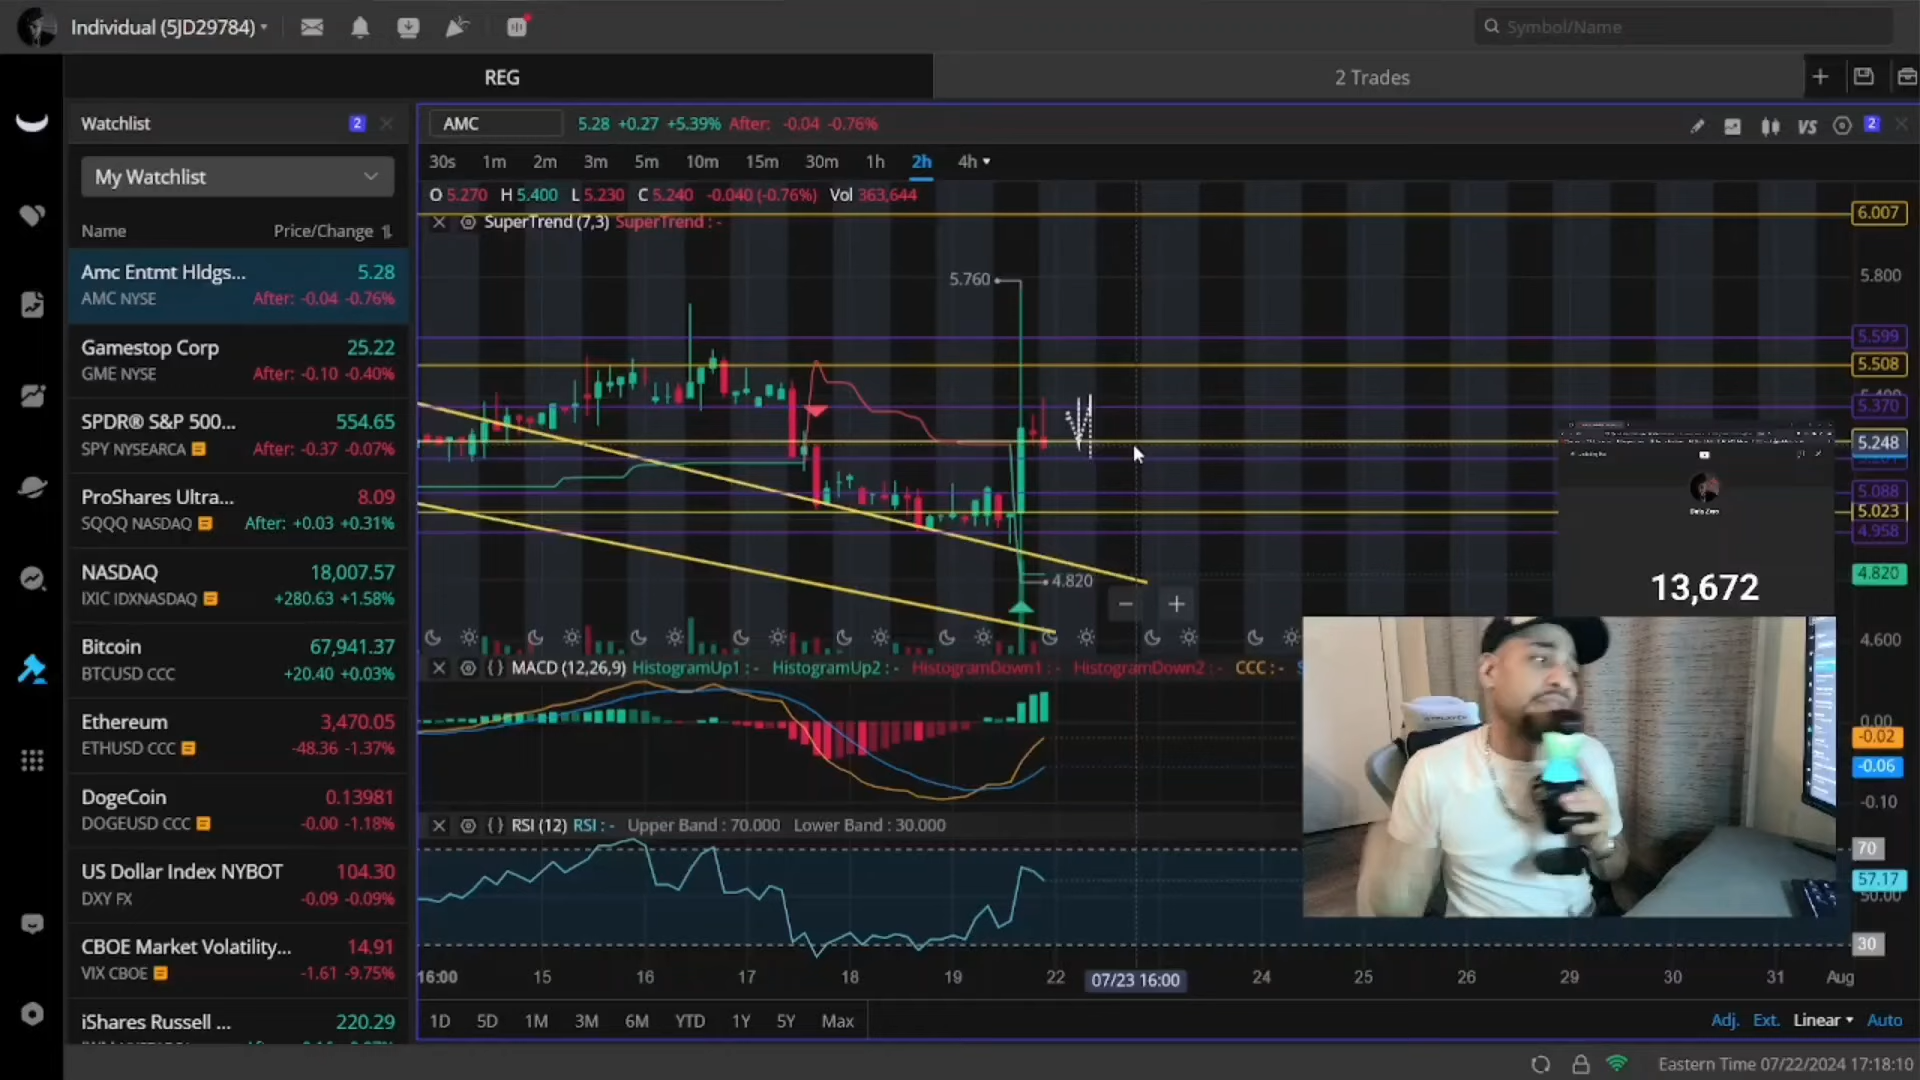 Individual (5JD29784)
Symbol/Name
REG
2 Trades
Watchlist
2
AMC 5.28 +0.27 +5.39% After: -0.04 -0.76%
VS
2
My Watchlist
30s 1m 2m 3m 5m 10m 15m 30m 1h 2h 4h
O 5.270 H 5.400 L 5.230 C 5.240 -0.040 (-0.76%) Vol 363,644
SuperTrend (7,3) SuperTrend : -
Name Price/Change
Amc Entmt Hldgs... 5.28
AMC NYSE After: -0.04 -0.76%
Gamestop Corp 25.22
GME NYSE After: -0.10 -0.40%
SPDR® S&P 500... 554.65
SPY NYSEARCA After: -0.37 -0.07%
ProShares Ultra... 8.09
SQQQ NASDAQ After: +0.03 +0.31%
NASDAQ 18,007.57
IXIC IDXNASDAQ +280.63 +1.58%
Bitcoin 67,941.37
BTCUSD CCC +20.40 +0.03%
Ethereum 3,470.05
ETHUSD CCC -48.36 -1.37%
DogeCoin 0.13981
DOGEUSD CCC -0.00 -1.18%
US Dollar Index NYBOT 104.30
DXY FX -0.09 -0.09%
CBOE Market Volatility... 14.91
VIX CBOE -1.61 -9.75%
iShares Russell ... 220.29
5.760
4.820
6.007
5.800
5.599
5.508
5.370
5.248
5.088
5.023
4.958
4.820
4.600
13,672
MACD (12,26,9) HistogramUp1 : - HistogramUp2 : - HistogramDown1 : - HistogramDown2 : - CCC : -
0.00
-0.02
-0.06
-0.10
RSI (12) RSI : - Upper Band : 70.000 Lower Band : 30.000
70
57.17
50.00
30
16:00 15 16 17 18 19 22 07/23 16:00 24 25 26 29 30 31 Aug
1D 5D 1M 3M 6M YTD 1Y 5Y Max
Adj. Ext. Linear Auto
Eastern Time 07/22/2024 17:18:10